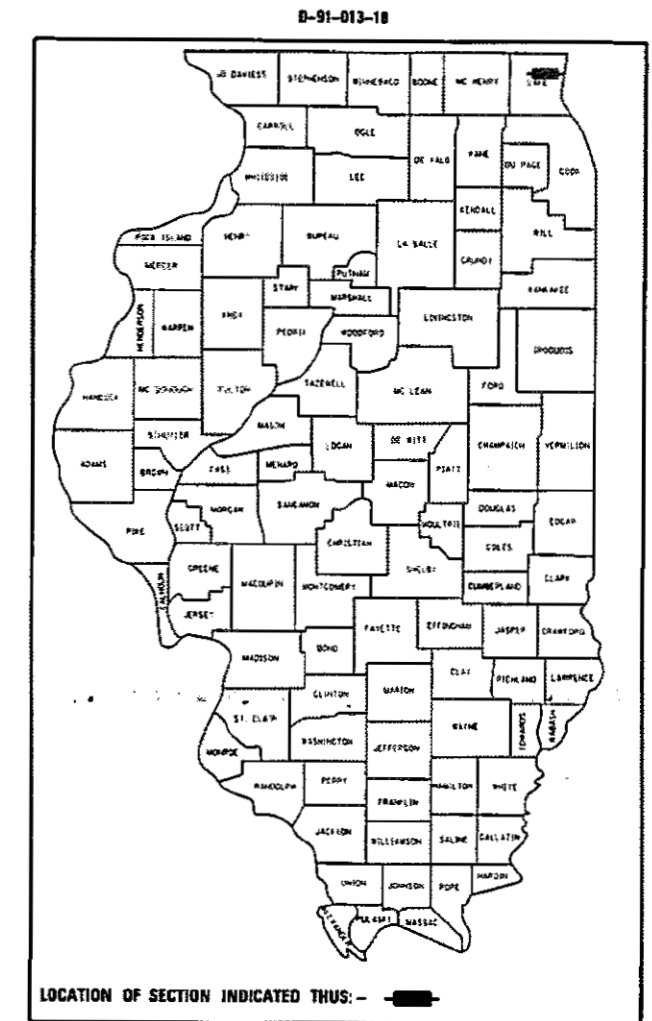 D-91-013-18
JO DAVIESS STEPHENSON WINNEBAGO BOONE MC HENRY LAKE
CARROLL OGLE DE KALB KANE DU PAGE COOK
WHITESIDE LEE KENDALL WILL
ROCK ISLAND HENRY BUREAU LA SALLE GRUNDY
MERCER PUTNAM KANKAKEE
HENDERSON WARREN KNOX STARK MARSHALL LIVINGSTON
PEORIA WOODFORD IROQUOIS
HANCOCK MC DONOUGH FULTON TAZEWELL MC LEAN FORD
SCHUYLER MASON LOGAN DE WITT CHAMPAIGN VERMILION
ADAMS BROWN CASS MENARD MACON PIATT
PIKE SCOTT MORGAN SANGAMON MOULTRIE DOUGLAS EDGAR
CHRISTIAN COLES
CALHOUN GREENE MACOUPIN MONTGOMERY SHELBY CUMBERLAND CLARK
JERSEY FAYETTE EFFINGHAM JASPER CRAWFORD
MADISON BOND CLAY RICHLAND LAWRENCE
ST. CLAIR CLINTON MARION WAYNE EDWARDS WABASH
MONROE WASHINGTON JEFFERSON
RANDOLPH PERRY FRANKLIN HAMILTON WHITE
JACKSON WILLIAMSON SALINE GALLATIN
UNION JOHNSON POPE HARDIN
ALEXANDER PULASKI MASSAC
LOCATION OF SECTION INDICATED THUS: -